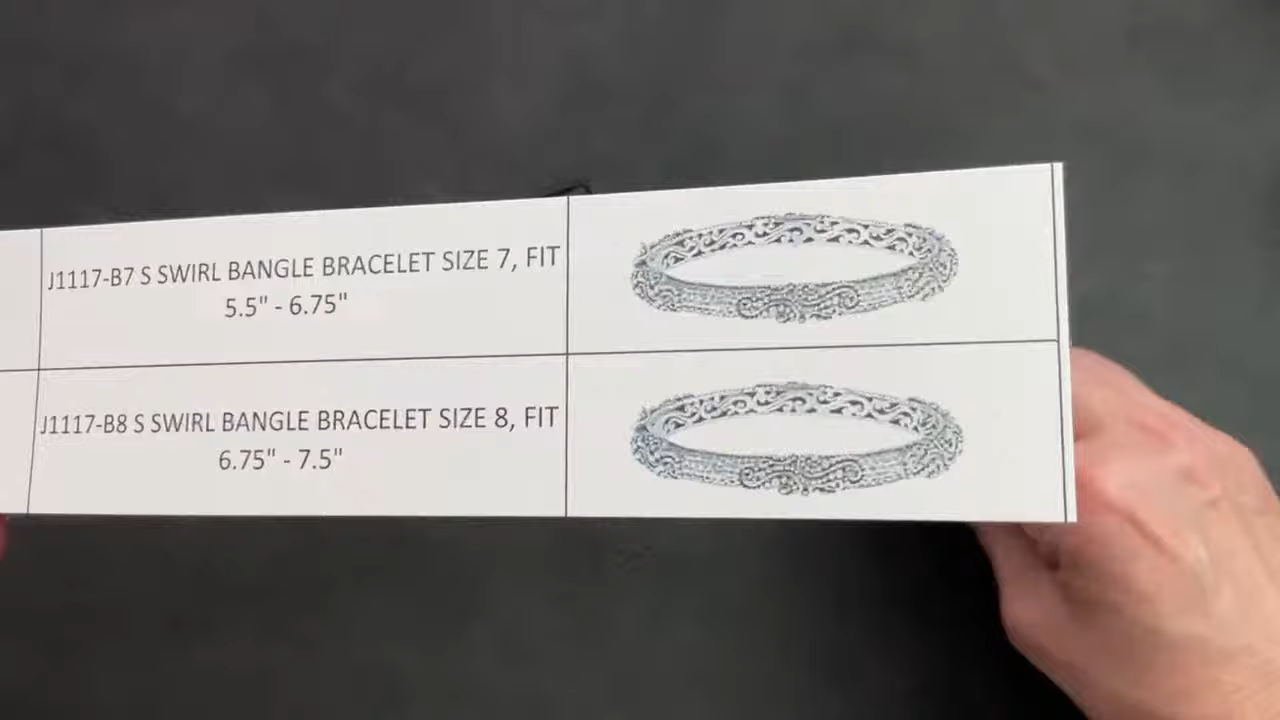 J1117-B7 S SWIRL BANGLE BRACELET SIZE 7, FIT
5.5" - 6.75"
J1117-B8 S SWIRL BANGLE BRACELET SIZE 8, FIT
6.75" - 7.5"